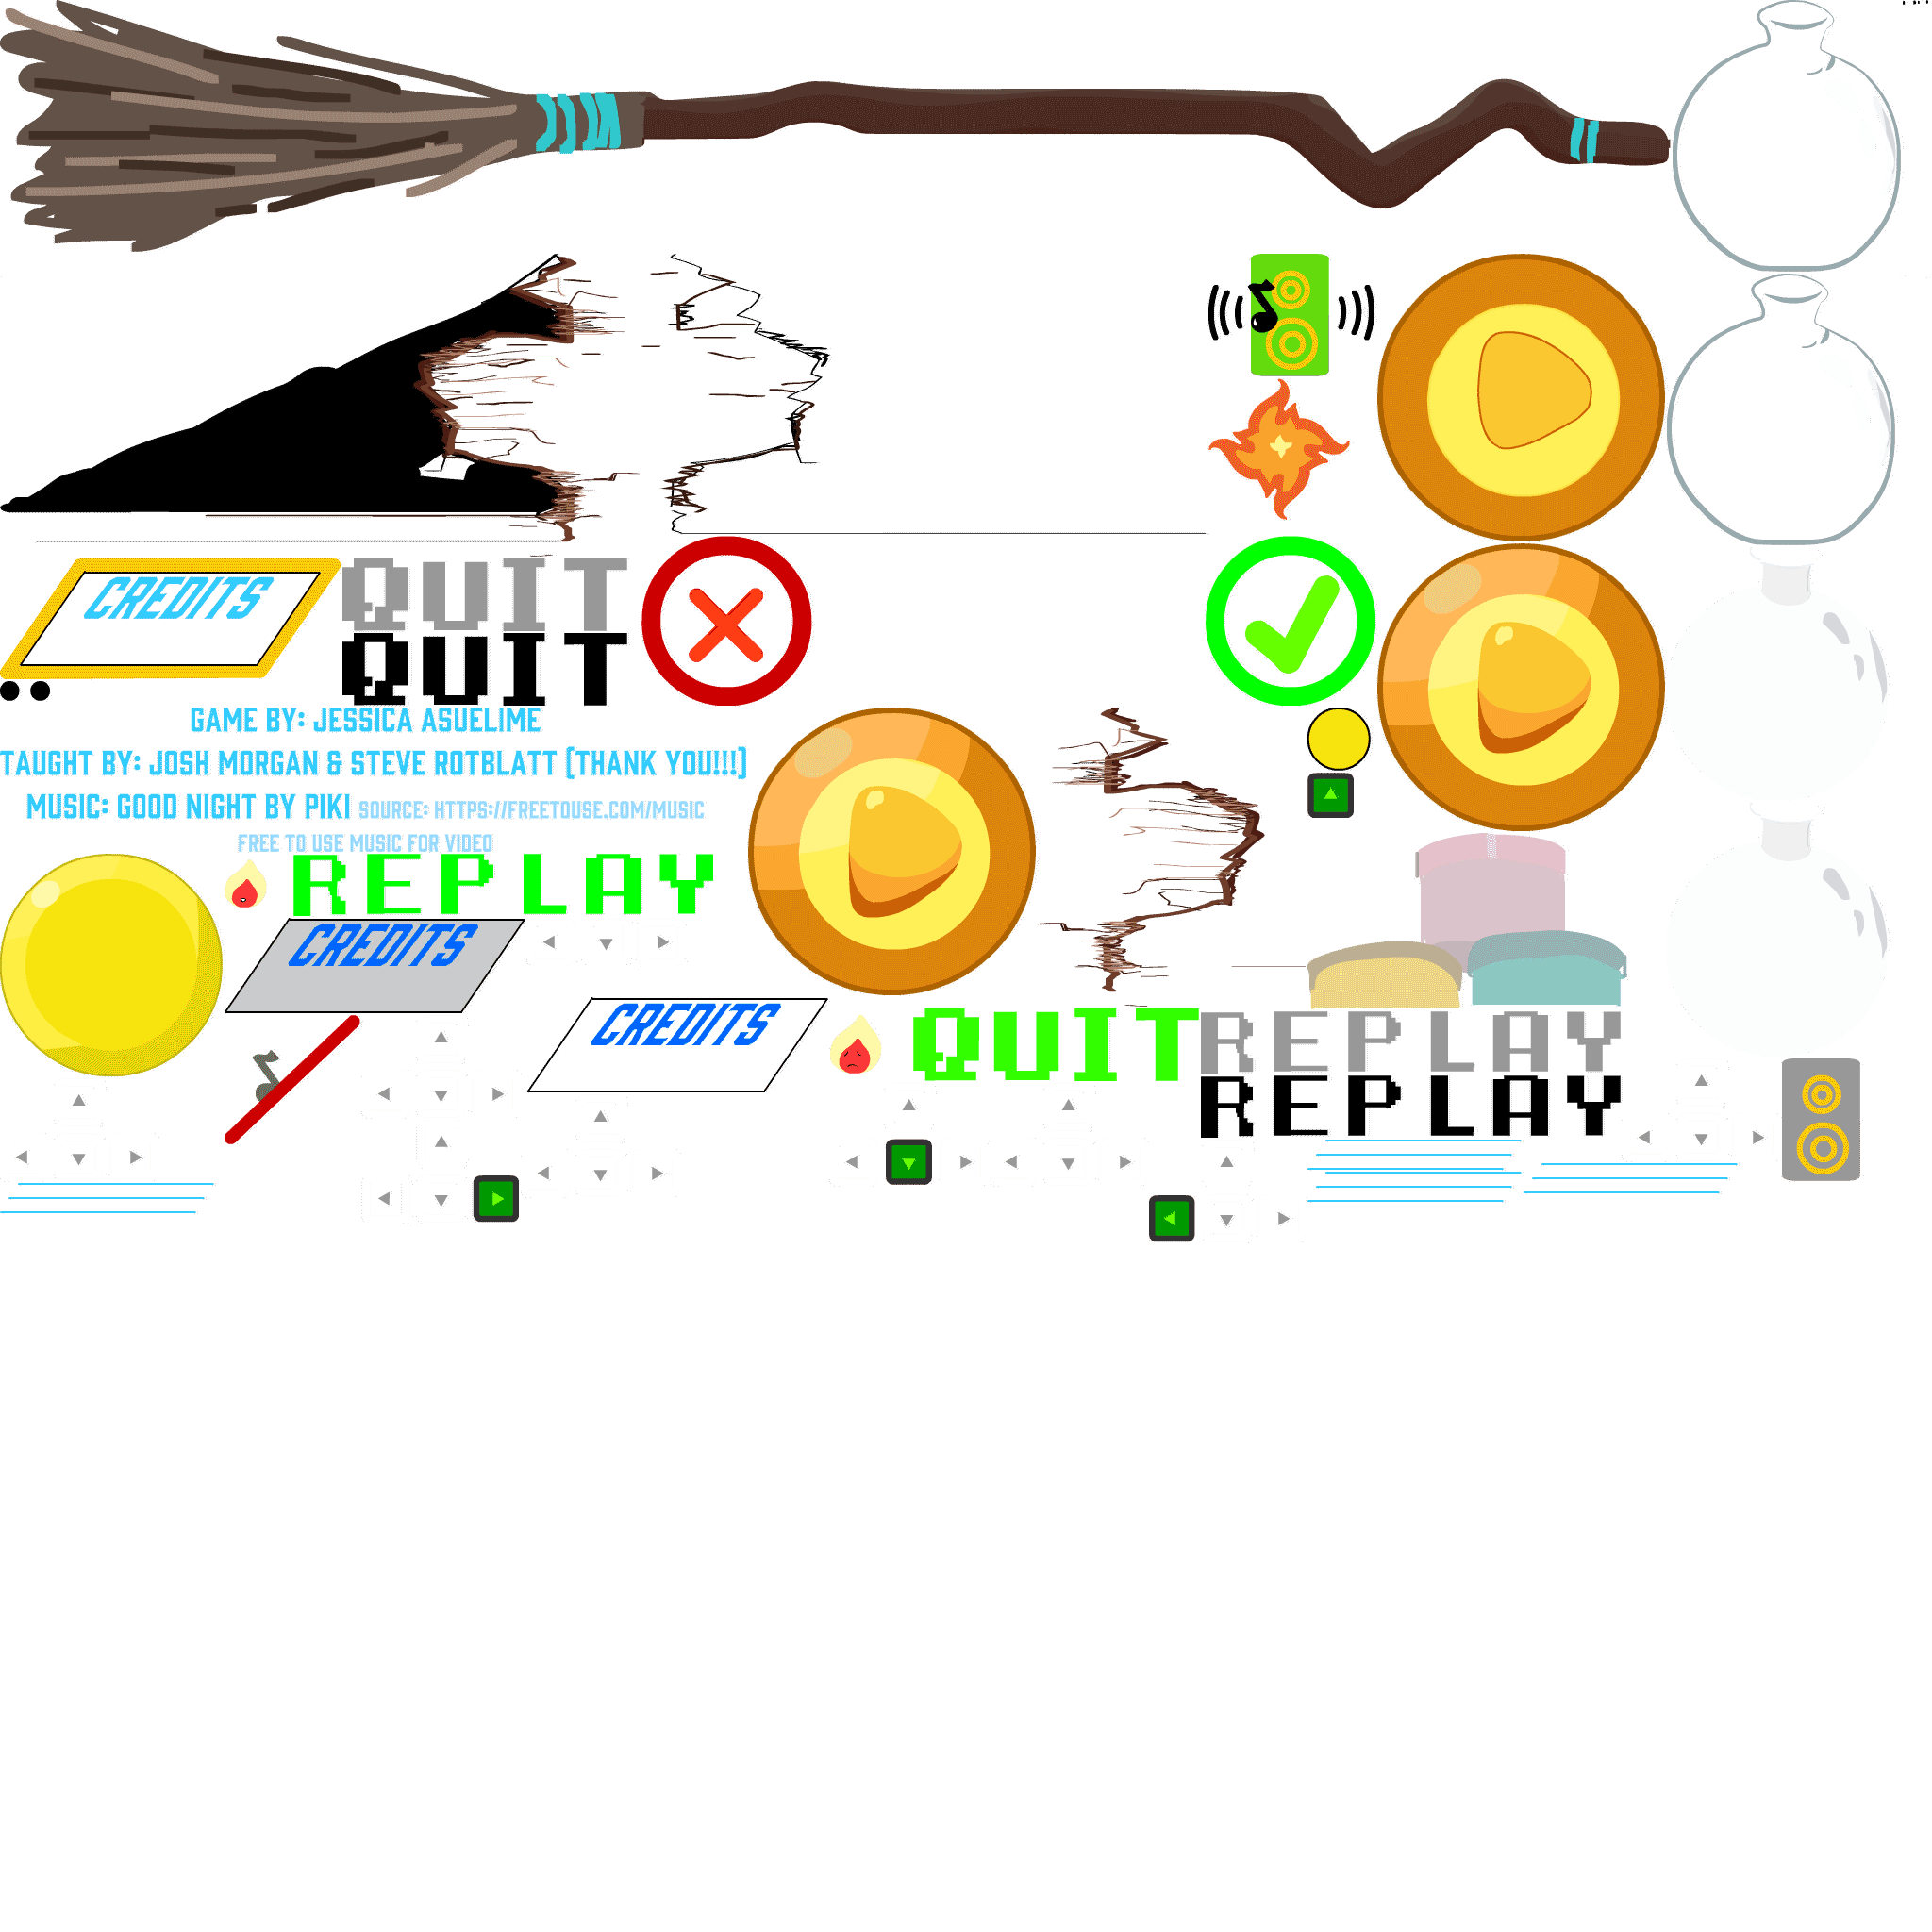 CREDITS
QUIT
QUIT
GAME BY: JESSICA ASUELIME
TAUGHT BY: JOSH MORGAN & STEVE ROTBLATT (THANK YOU!!!)
MUSIC: GOOD NIGHT BY PIKI SOURCE: HTTPS://FREETOUSE.COM/MUSIC
FREE TO USE MUSIC FOR VIDEO
REPLAY
CREDITS
CREDITS
QUIT
REPLAY
REPLAY